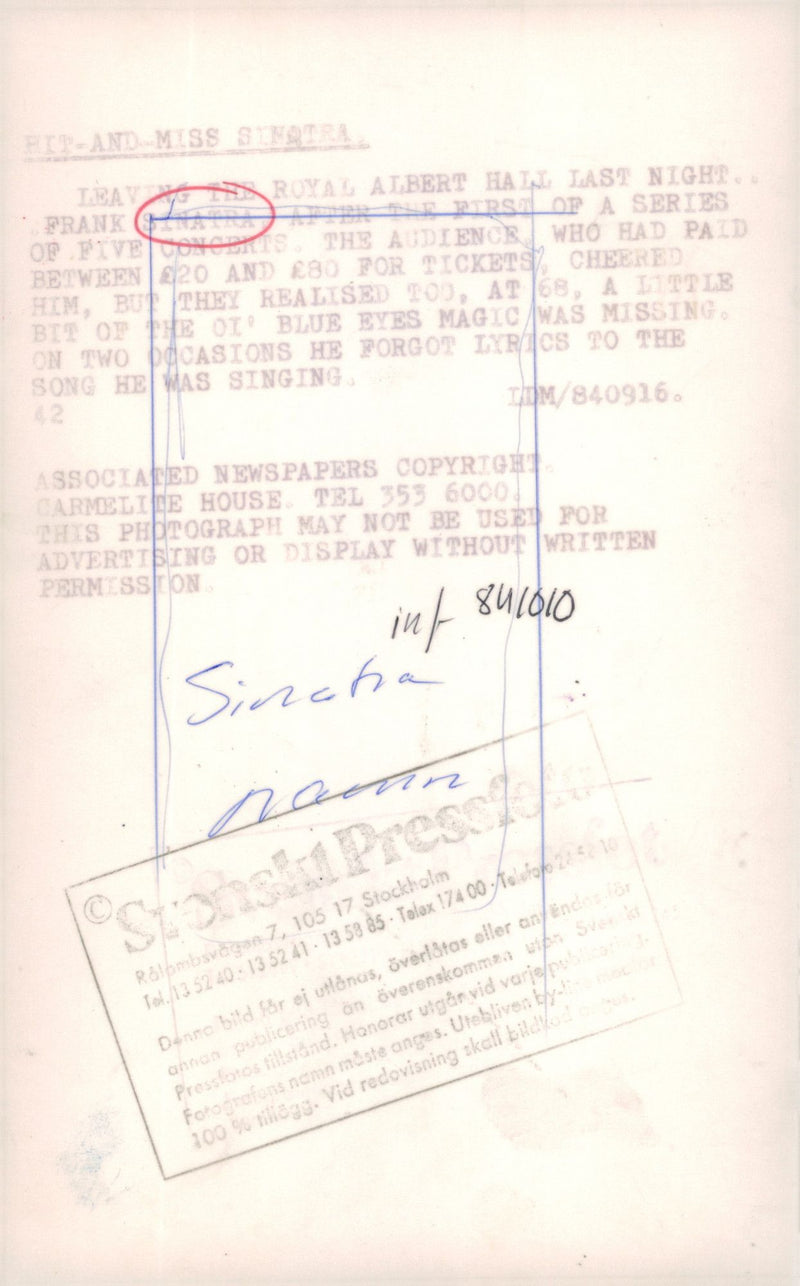 HIT-AND-MISS SINATRA.
LEAVING THE ROYAL ALBERT HALL LAST NIGHT..
.FRANK SINATRA. AFTER THE FIRST OF A SERIES
OF FIVE CONCERTS. THE AUDIENCE, WHO HAD PAID
BETWEEN £20 AND £80 FOR TICKETS, CHEERED
HIM, BUT THEY REALISED TOO, AT 68, A LITTLE
BIT OF THE Ol' BLUE EYES MAGIC WAS MISSING.
ON TWO OCCASIONS HE FORGOT LYRICS TO THE
SONG HE WAS SINGING.
LDM/840916.
42
ASSOCIATED NEWSPAPERS COPYRIGHT.
CARMELITE HOUSE. TEL 353 6000.
THIS PHOTOGRAPH MAY NOT BE USED FOR
ADVERTISING OR DISPLAY WITHOUT WRITTEN
PERMISSION.
inf 841010
Sinatra
namn
© Svenskt Pressfoto
Rålambsvägen 7, 105 17 Stockholm
Tel. 13 52 40 · 13 52 41 · 13 58 85 · Telex 174 00 · Telefoto
Denna bild får ej utlånas, överlåtas eller användas för
annan publicering än överenskommen utan Svenskt
Pressfotos tillstånd. Honorar utgår vid varje publicering.
Fotografens namn måste anges. Utebliven by-line medför
100 % tillägg. Vid redovisning skall bildkod anges.